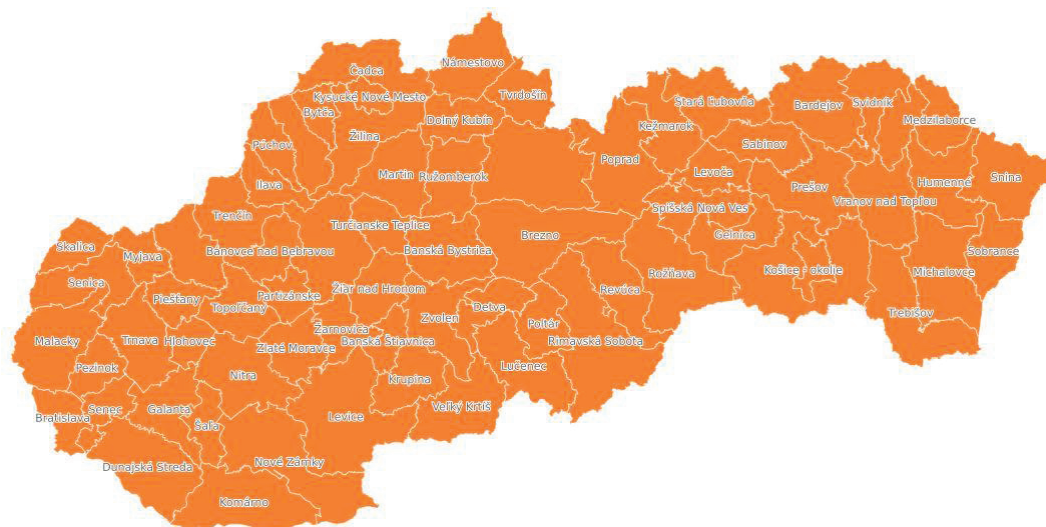 Námestovo
Čadca
Tvrdošín
Kysucké Nové Mesto
Bytča
Dolný Kubín
Stará Ľubovňa
Bardejov
Svidník
Medzilaborce
Kežmarok
Žilina
Púchov
Sabinov
Poprad
Levoča
Martin
Ružomberok
Ilava
Prešov
Humenné
Snina
Vranov nad Topľou
Spišská Nová Ves
Trenčín
Turčianske Teplice
Brezno
Gelnica
Skalica
Myjava
Bánovce nad Bebravou
Banská Bystrica
Sobrance
Košice - okolie
Michalovce
Rožňava
Senica
Piešťany
Partizánske
Žiar nad Hronom
Revúca
Topoľčany
Detva
Zvolen
Trebišov
Poltár
Žarnovica
Malacky
Trnava
Hlohovec
Zlaté Moravce
Banská Štiavnica
Rimavská Sobota
Pezinok
Nitra
Lučenec
Krupina
Veľký Krtíš
Senec
Galanta
Bratislava
Levice
Šaľa
Nové Zámky
Dunajská Streda
Komárno